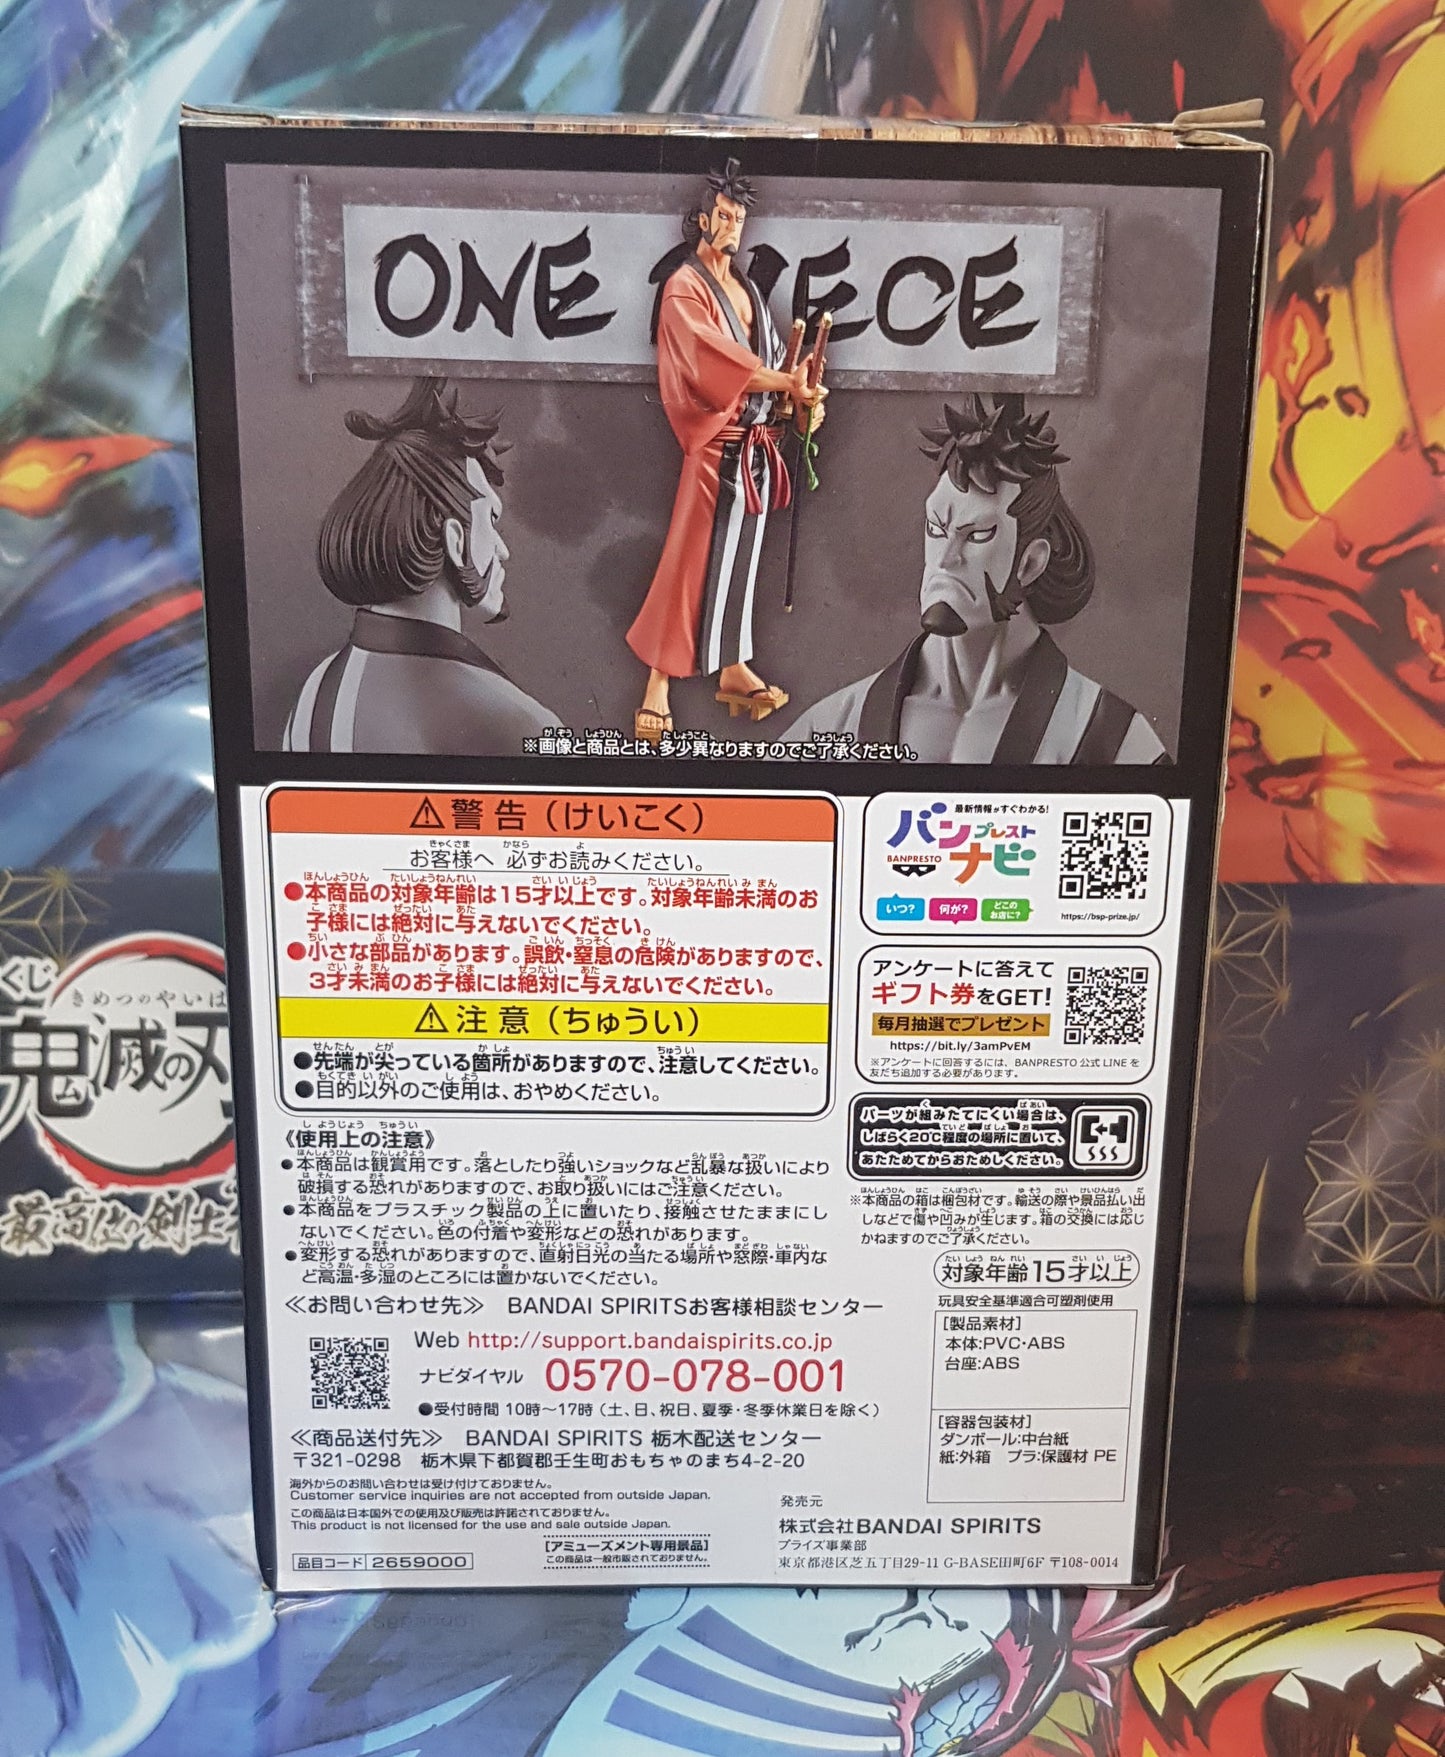 ONE PIECE
※画像と商品とは、多少異なりますのでご了承ください。
⚠警告（けいこく）
お客様へ 必ずお読みください。
●本商品の対象年齢は15才以上です。対象年齢未満のお
子様には絶対に与えないでください。
●小さな部品があります。誤飲・窒息の危険がありますので、
3才未満のお子様には絶対に与えないでください。
⚠注意（ちゅうい）
●先端が尖っている箇所がありますので、注意してください。
●目的以外のご使用は、おやめください。
《使用上の注意》
●本商品は観賞用です。落としたり強いショックなど乱暴な扱いにより
破損する恐れがありますので、お取り扱いにはご注意ください。
●本商品をプラスチック製品の上に置いたり、接触させたままにし
ないでください。色の付着や変形などの恐れがあります。
●変形する恐れがありますので、直射日光の当たる場所や窓際・車内な
ど高温・多湿のところには置かないでください。
≪お問い合わせ先≫ BANDAI SPIRITSお客様相談センター
Web http://support.bandaispirits.co.jp
ナビダイヤル 0570-078-001
●受付時間 10時～17時（土、日、祝日、夏季・冬季休業日を除く）
≪商品送付先≫ BANDAI SPIRITS 栃木配送センター
〒321-0298 栃木県下都賀郡壬生町おもちゃのまち4-2-20
海外からのお問い合わせは受け付けておりません。
Customer service inquiries are not accepted from outside Japan.
この商品は日本国外での使用及び販売は許諾されておりません。
This product is not licensed for the use and sale outside Japan.
品目コード 2659000
[アミューズメント専用景品]
この商品は一般市販されておりません。
最新情報がすぐわかる!
バンプレスト
ナビ
BANPRESTO
いつ?
何が?
どこの
お店に?
https://bsp-prize.jp/
アンケートに答えて
ギフト券をGET!
毎月抽選でプレゼント
https://bit.ly/3amPvEM
※アンケートに回答するには、BANPRESTO公式LINEを
友だち追加する必要があります。
パーツが組みたてにくい場合は、
しばらく20℃程度の場所に置いて、
あたためてからおためしください。
※本商品の箱は梱包材です。輸送の際や景品払い出
しなどで傷や凹みが生じます。箱の交換には応じ
かねますのでご了承ください。
対象年齢15才以上
玩具安全基準適合可塑剤使用
[製品素材]
本体:PVC・ABS
台座:ABS
[容器包装材]
ダンボール:中台紙
紙:外箱 プラ:保護材 PE
発売元
株式会社BANDAI SPIRITS
プライズ事業部
東京都港区芝五丁目29-11 G-BASE田町6F 〒108-0014
くじ
きめつのやいば
鬼滅の刃
最高位の剣士